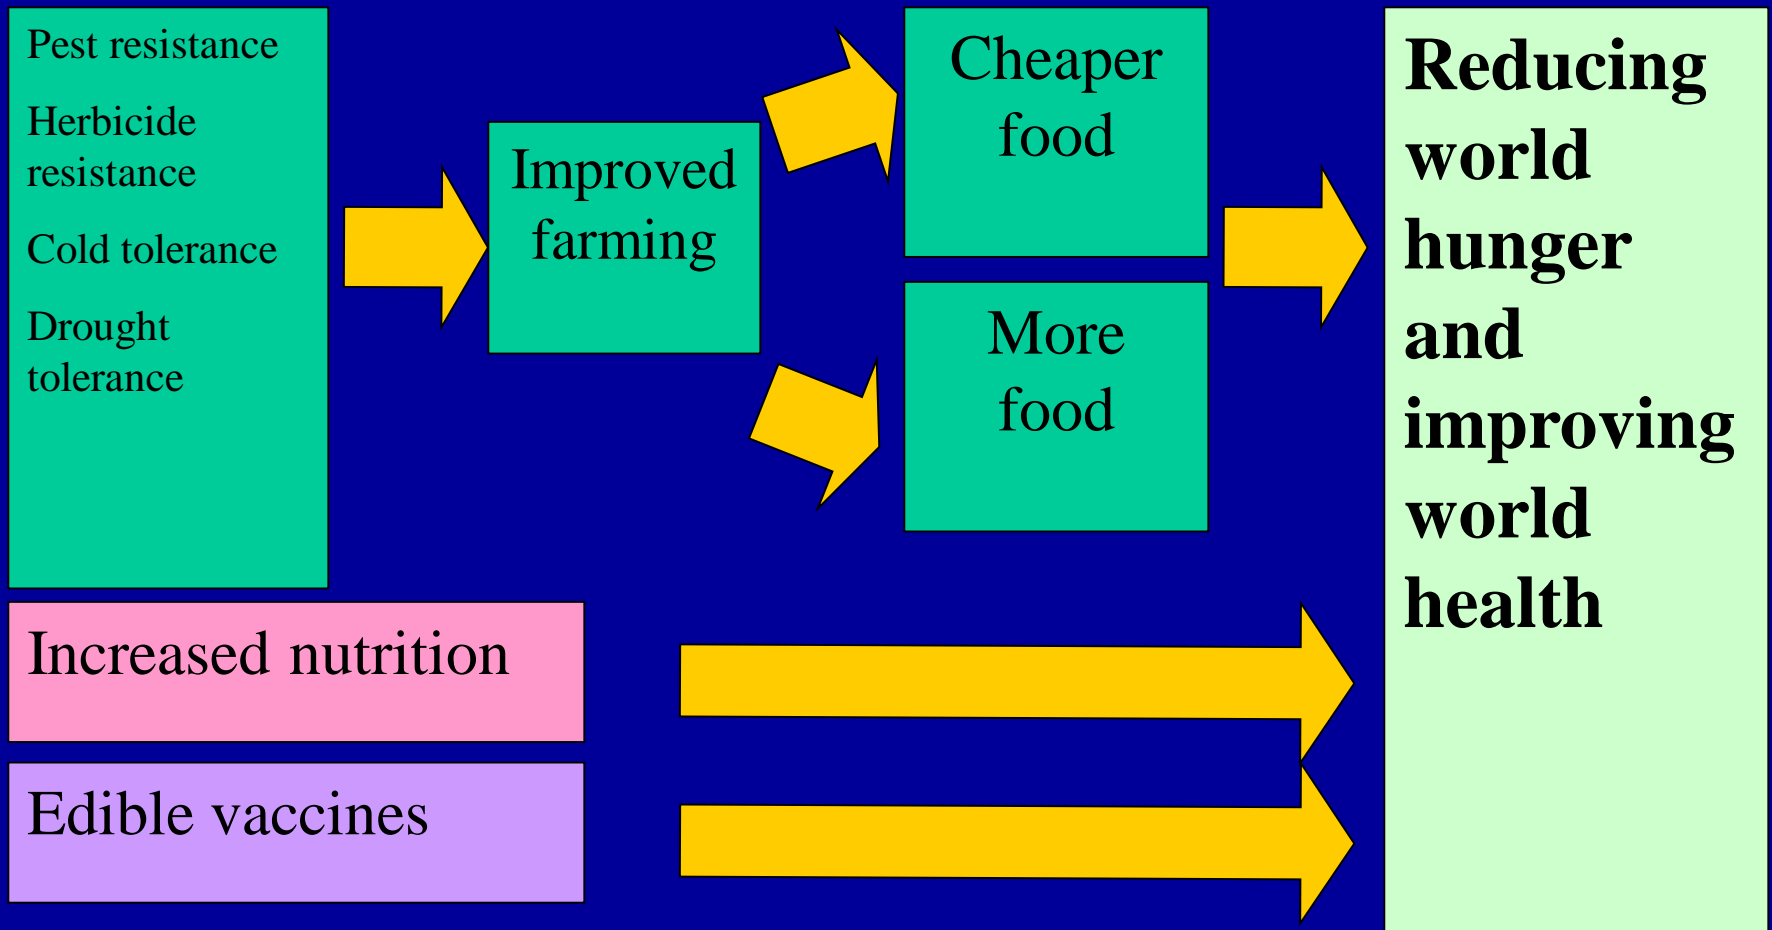 Pest resistance
Herbicide
resistance
Cold tolerance
Drought
tolerance
Improved
farming
Cheaper
food
More
food
Reducing
world
hunger
and
improving
world
health
Increased nutrition
Edible vaccines